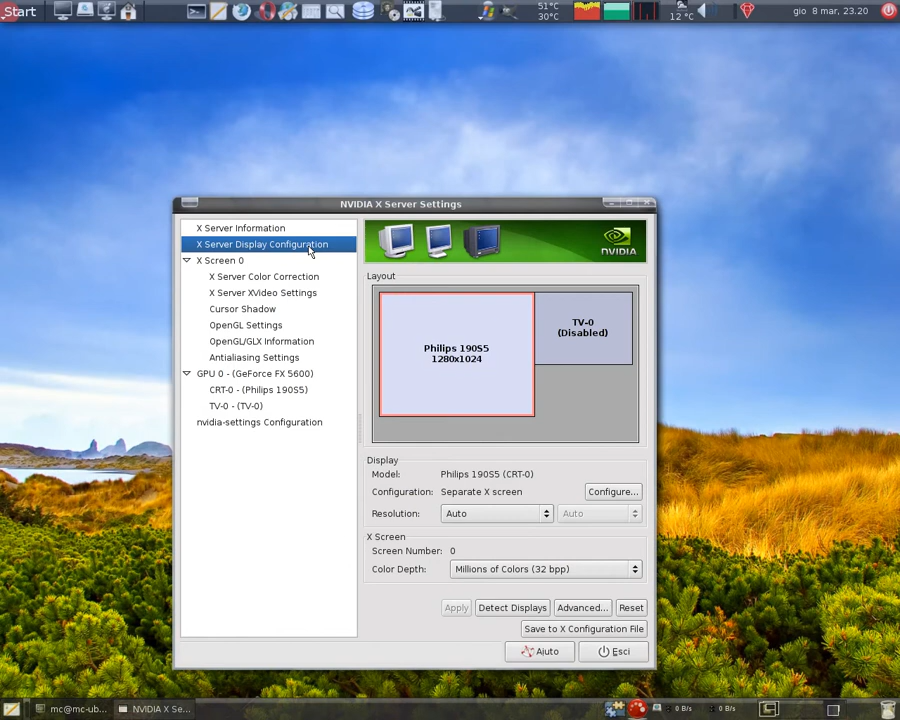 Start
51°C
30°C
12 °C
gio 8 mar, 23.20
NVIDIA X Server Settings
X Server Information
X Server Display Configuration
X Screen 0
X Server Color Correction
X Server XVideo Settings
Cursor Shadow
OpenGL Settings
OpenGL/GLX Information
Antialiasing Settings
GPU 0 - (GeForce FX 5600)
CRT-0 - (Philips 190S5)
TV-0 - (TV-0)
nvidia-settings Configuration
NVIDIA
Layout
Philips 190S5
1280x1024
TV-0
(Disabled)
Display
Model: Philips 190S5 (CRT-0)
Configuration: Separate X screen Configure...
Resolution: Auto Auto
X Screen
Screen Number: 0
Color Depth: Millions of Colors (32 bpp)
Apply Detect Displays Advanced... Reset
Save to X Configuration File
Aiuto Esci
mc@mc-ub... NVIDIA X Se... 0 B/s 0 B/s